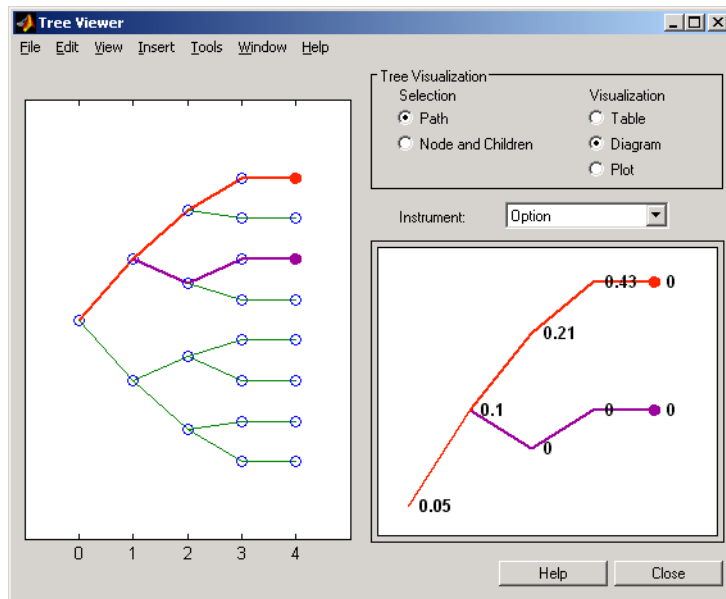 Tree Viewer
File Edit View Insert Tools Window Help
Tree Visualization
Selection
Path
Node and Children
Visualization
Table
Diagram
Plot
Instrument: Option
0 1 2 3 4
0.43 0
0.21
0.1 0 0
0
0.05
Help Close